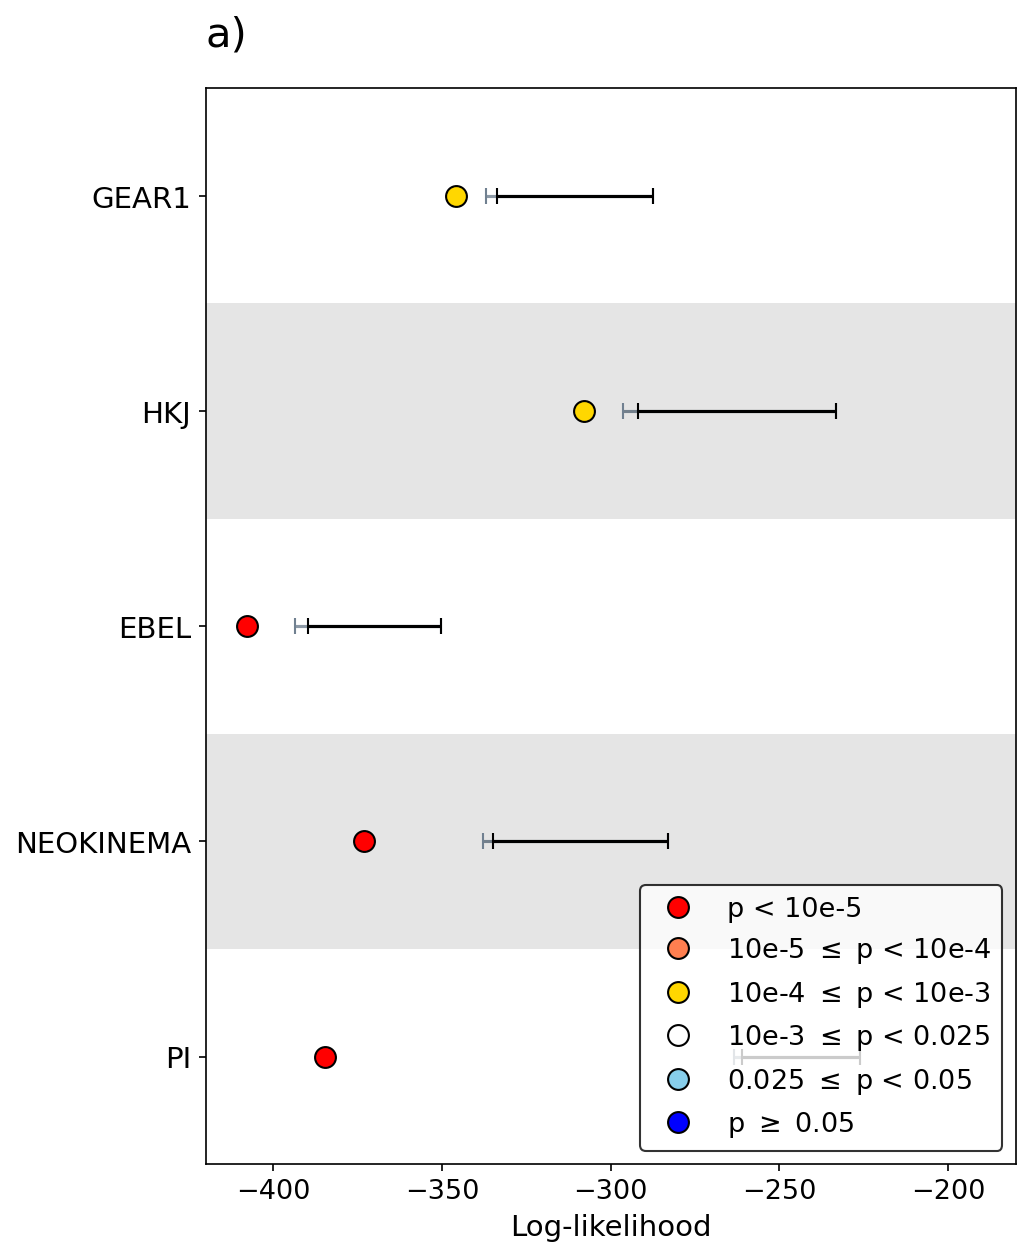 a)
GEAR1
HKJ
EBEL
NEOKINEMA
PI
p < 10e-5
10e-5 ≤ p < 10e-4
10e-4 ≤ p < 10e-3
10e-3 ≤ p < 0.025
0.025 ≤ p < 0.05
p ≥ 0.05
−400 −350 −300 −250 −200
Log-likelihood